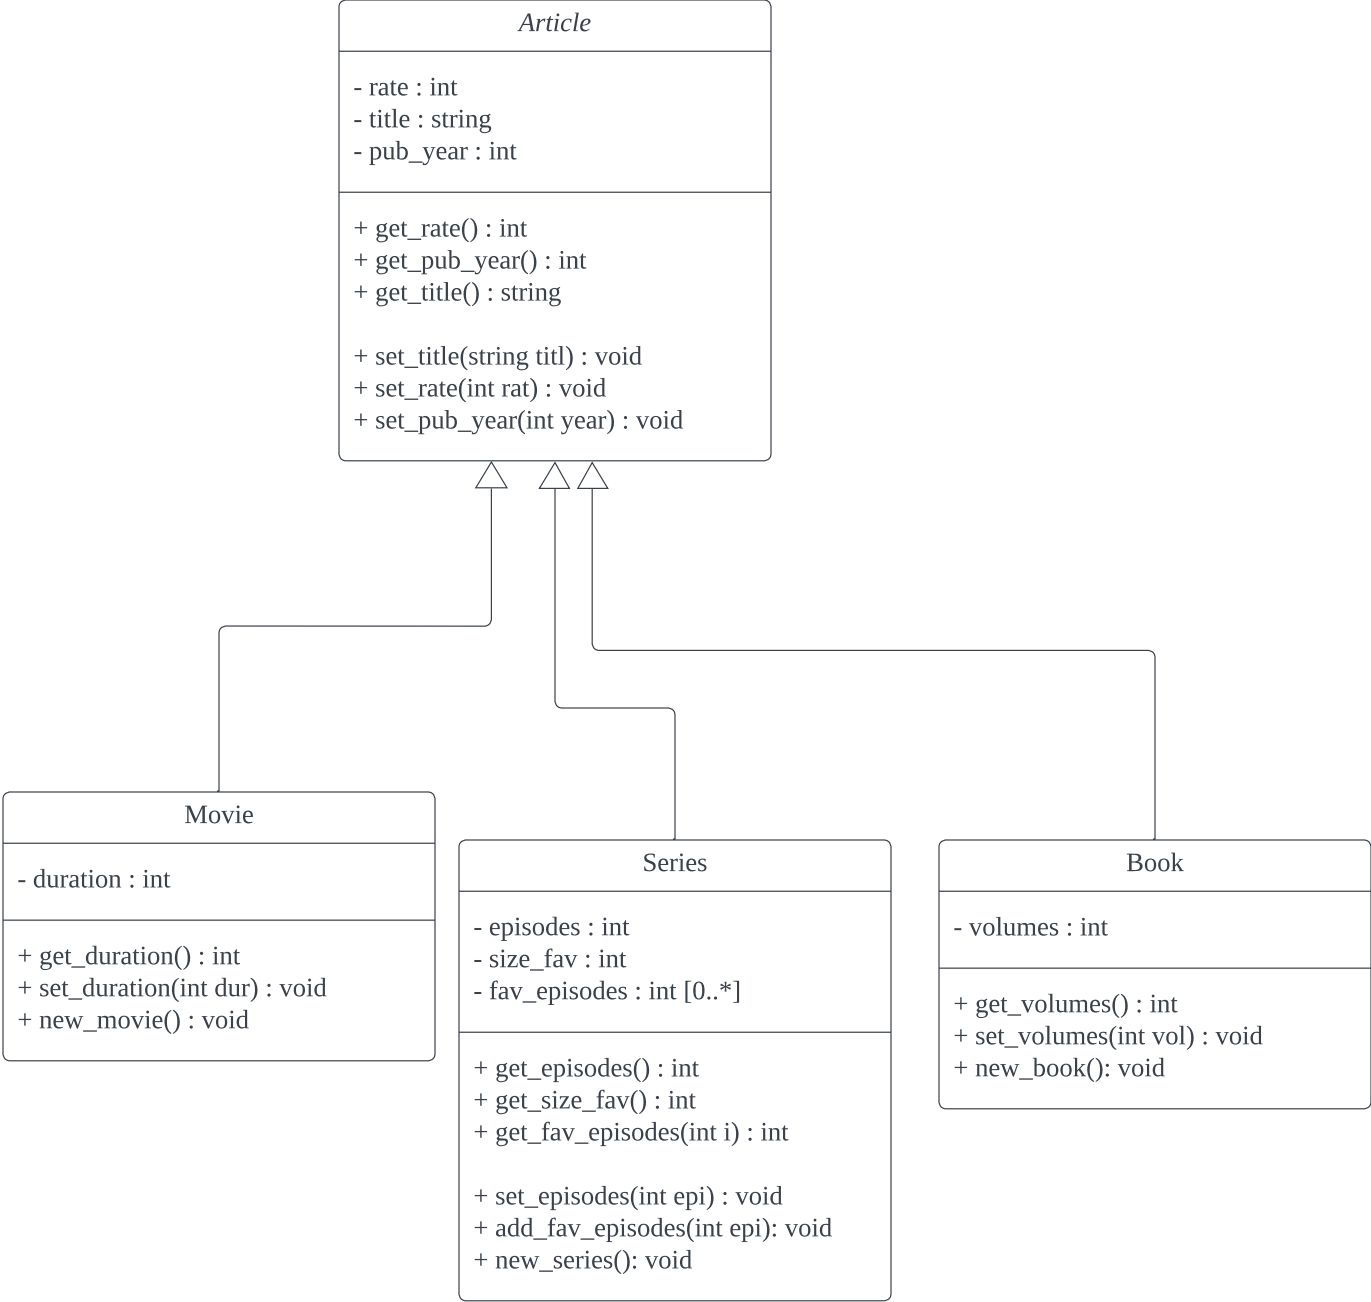 Article
- rate : int
- title : string
- pub_year : int
+ get_rate() : int
+ get_pub_year() : int
+ get_title() : string
+ set_title(string titl) : void
+ set_rate(int rat) : void
+ set_pub_year(int year) : void
Movie
- duration : int
+ get_duration() : int
+ set_duration(int dur) : void
+ new_movie() : void
Series
- episodes : int
- size_fav : int
- fav_episodes : int [0..*]
+ get_episodes() : int
+ get_size_fav() : int
+ get_fav_episodes(int i) : int
+ set_episodes(int epi) : void
+ add_fav_episodes(int epi): void
+ new_series(): void
Book
- volumes : int
+ get_volumes() : int
+ set_volumes(int vol) : void
+ new_book(): void